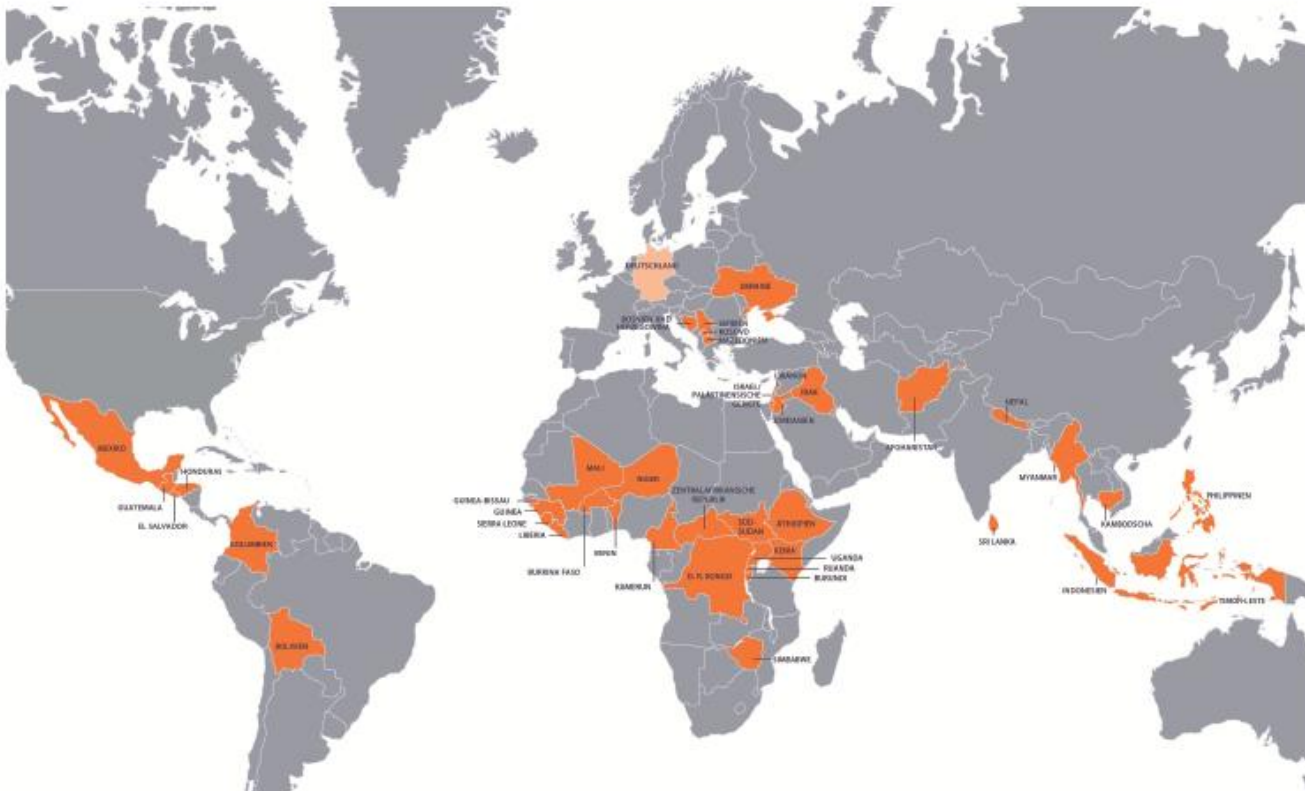 DEUTSCHLAND
UKRAINE
BOSNIEN UND
HERZEGOWINA
SERBIEN
KOSOVO
MAZEDONIEN
LIBANON
ISRAEL/
PALÄSTINENSISCHE
GEBIETE
IRAK
JORDANIEN
AFGHANISTAN
NEPAL
MYANMAR
PHILIPPINEN
KAMBODSCHA
SRI LANKA
INDONESIEN
TIMOR-LESTE
MEXIKO
HONDURAS
GUATEMALA
EL SALVADOR
KOLUMBIEN
BOLIVIEN
MALI
NIGER
GUINEA-BISSAU
GUINEA
SIERRA LEONE
LIBERIA
BENIN
BURKINA FASO
KAMERUN
ZENTRALAFRIKANISCHE
REPUBLIK
SÜD-
SUDAN
ÄTHIOPIEN
KENIA
UGANDA
RUANDA
BURUNDI
D.R. KONGO
SIMBABWE